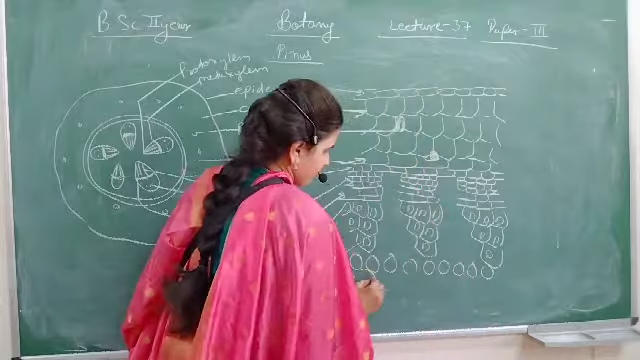 B Sc II year
Botany
Lecture-37
Paper-III
Pinus
Protoxylem
metaxylem
epide